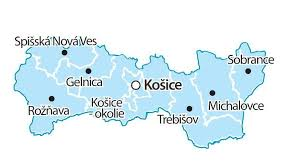 Spišská Nová Ves
Gelnica
Košice
Sobrance
Rožňava
Košice
okolie
Trebišov
Michalovce